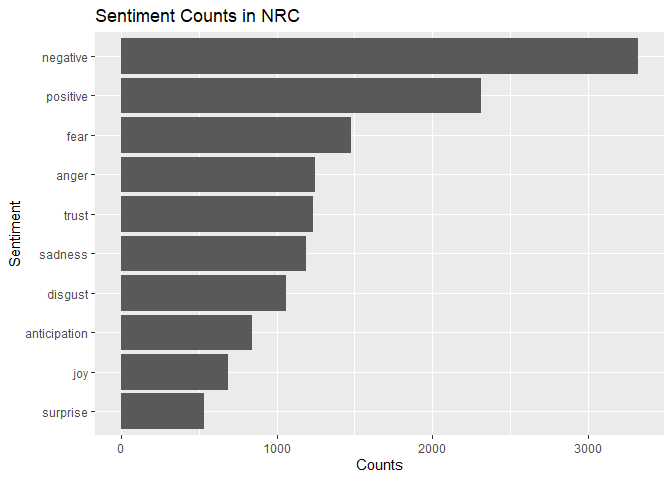 Sentiment Counts in NRC
negative
positive
fear
anger
trust
sadness
disgust
anticipation
joy
surprise
Sentiment
0 1000 2000 3000
Counts